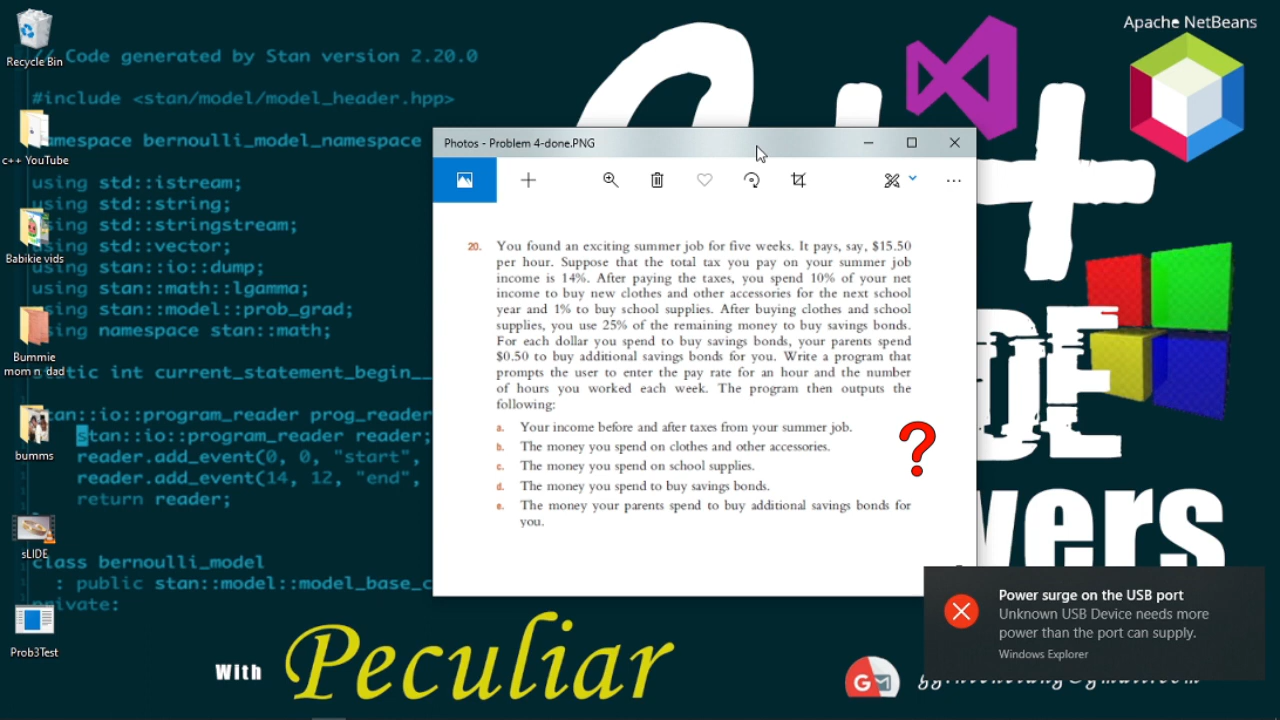 Recycle Bin
c++ YouTube
Babikie vids
Bummie
mom n dad
bumms
sLIDE
Prob3Test
Code generated by Stan version 2.20.0
#include <stan/model/model_header.hpp>
namespace bernoulli_model_namespace
using std::istream;
using std::string;
using std::stringstream;
using std::vector;
using stan::io::dump;
using stan::math::lgamma;
using stan::model::prob_grad;
using namespace stan::math;
static int current_statement_begin__
stan::io::program_reader prog_reader
stan::io::program_reader reader;
reader.add_event(0, 0, "start",
reader.add_event(14, 12, "end",
return reader;
class bernoulli_model
: public stan::model::model_base_c
private:
Apache NetBeans
Photos - Problem 4-done.PNG
20. You found an exciting summer job for five weeks. It pays, say, $15.50
per hour. Suppose that the total tax you pay on your summer job
income is 14%. After paying the taxes, you spend 10% of your net
income to buy new clothes and other accessories for the next school
year and 1% to buy school supplies. After buying clothes and school
supplies, you use 25% of the remaining money to buy savings bonds.
For each dollar you spend to buy savings bonds, your parents spend
$0.50 to buy additional savings bonds for you. Write a program that
prompts the user to enter the pay rate for an hour and the number
of hours you worked each week. The program then outputs the
following:
a. Your income before and after taxes from your summer job.
b. The money you spend on clothes and other accessories.
c. The money you spend on school supplies.
d. The money you spend to buy savings bonds.
e. The money your parents spend to buy additional savings bonds for
you.
?
Power surge on the USB port
Unknown USB Device needs more
power than the port can supply.
Windows Explorer
With Peculiar
G M